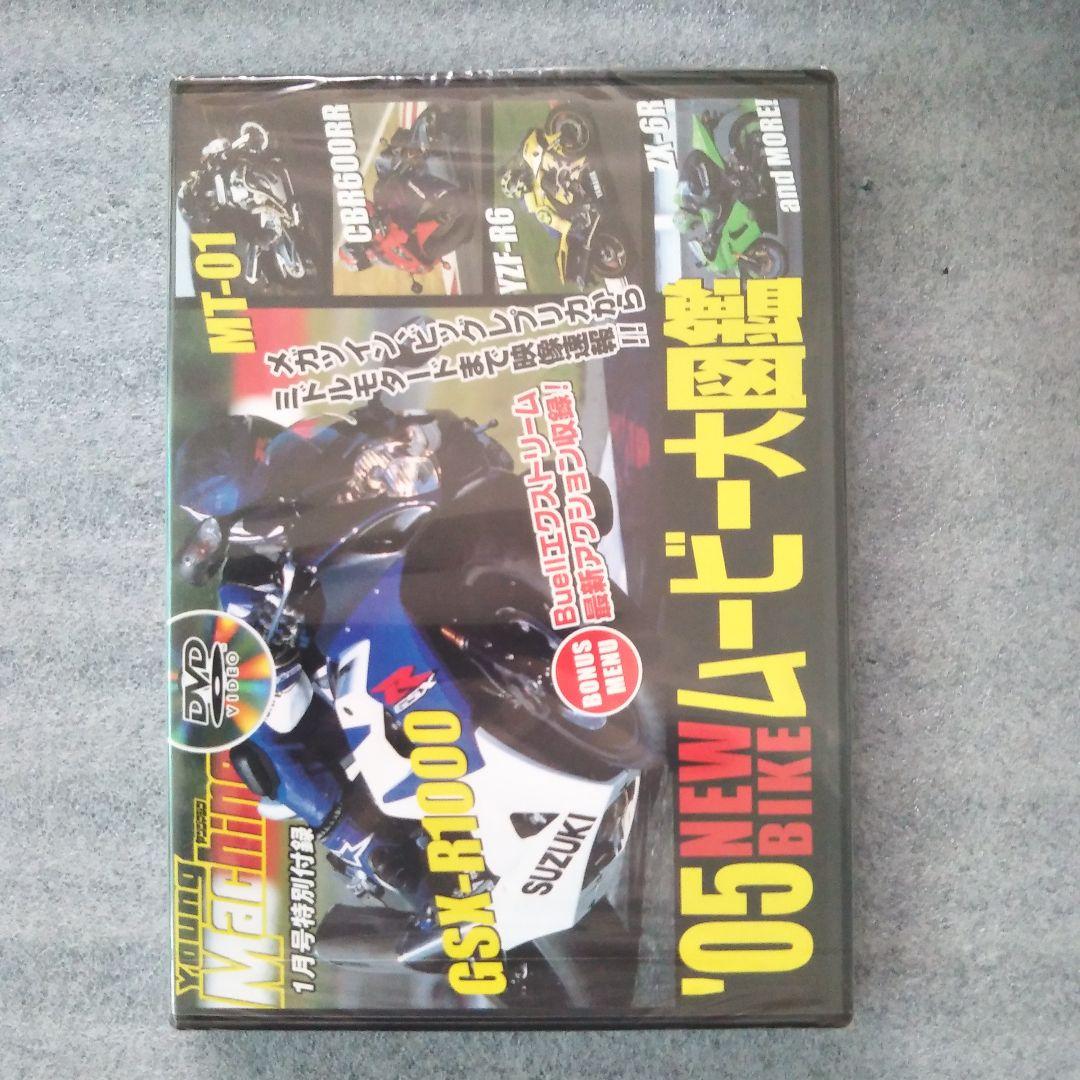 Young
ヤングマシン
Machine
1月号特別付録
DVD
VIDEO
MT-01
CBR600RR
YZF-R6
ZX-6R
and MORE!
メガツイン、ビッグレプリカから
ミドルモタードまで映像速報!!
GSX-R1000
R
GSX
SUZUKI
BONUS
MENU
Buellエクストリーム
最新アクション収録!
'05 NEW BIKE ムービー大図鑑